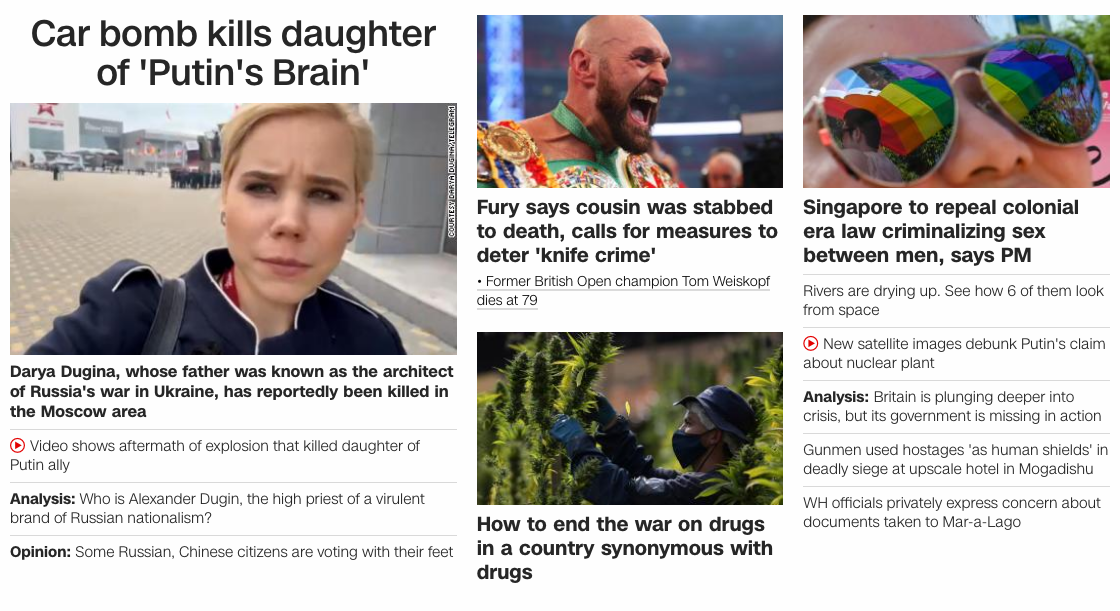 Car bomb kills daughter
of 'Putin's Brain'
COURTESY DARYA DUGINA/TELEGRAM
Darya Dugina, whose father was known as the architect
of Russia's war in Ukraine, has reportedly been killed in
the Moscow area
Video shows aftermath of explosion that killed daughter of
Putin ally
Analysis: Who is Alexander Dugin, the high priest of a virulent
brand of Russian nationalism?
Opinion: Some Russian, Chinese citizens are voting with their feet
Fury says cousin was stabbed
to death, calls for measures to
deter 'knife crime'
• Former British Open champion Tom Weiskopf
dies at 79
How to end the war on drugs
in a country synonymous with
drugs
Singapore to repeal colonial
era law criminalizing sex
between men, says PM
Rivers are drying up. See how 6 of them look
from space
New satellite images debunk Putin's claim
about nuclear plant
Analysis: Britain is plunging deeper into
crisis, but its government is missing in action
Gunmen used hostages 'as human shields' in
deadly siege at upscale hotel in Mogadishu
WH officials privately express concern about
documents taken to Mar-a-Lago